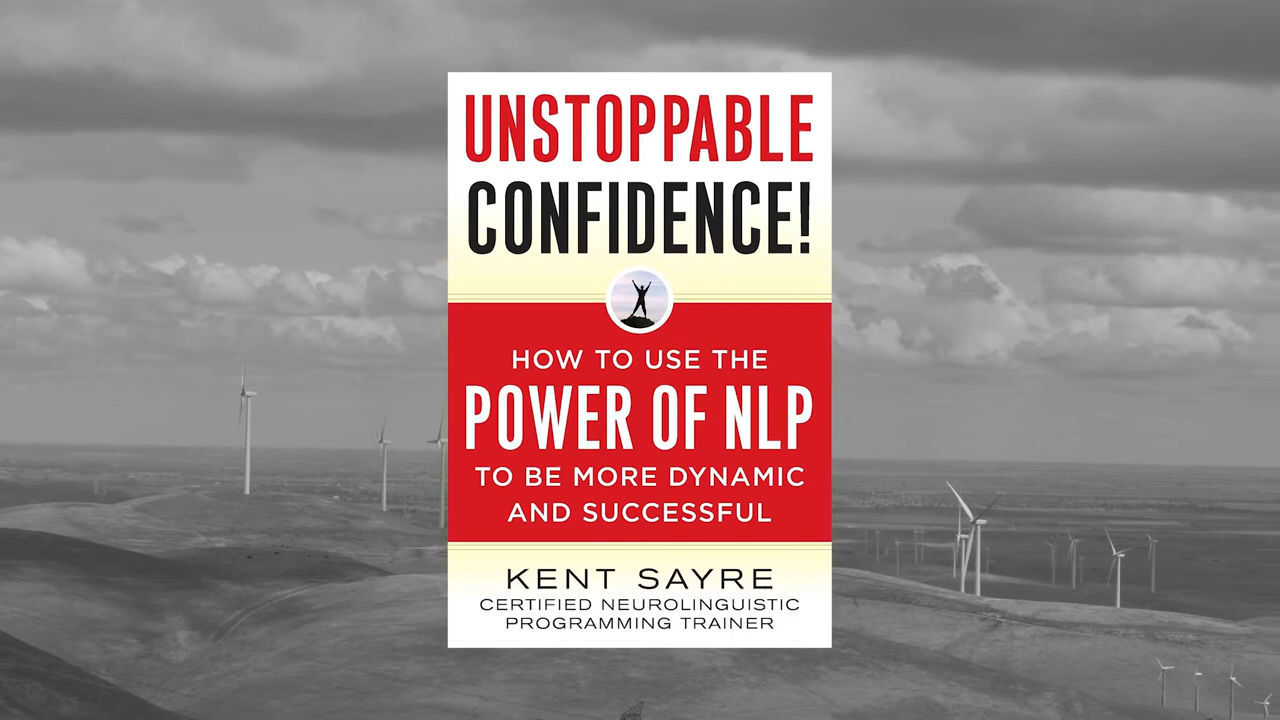 UNSTOPPABLE
CONFIDENCE!
HOW TO USE THE
POWER OF NLP
TO BE MORE DYNAMIC
AND SUCCESSFUL
KENT SAYRE
CERTIFIED NEUROLINGUISTIC
PROGRAMMING TRAINER